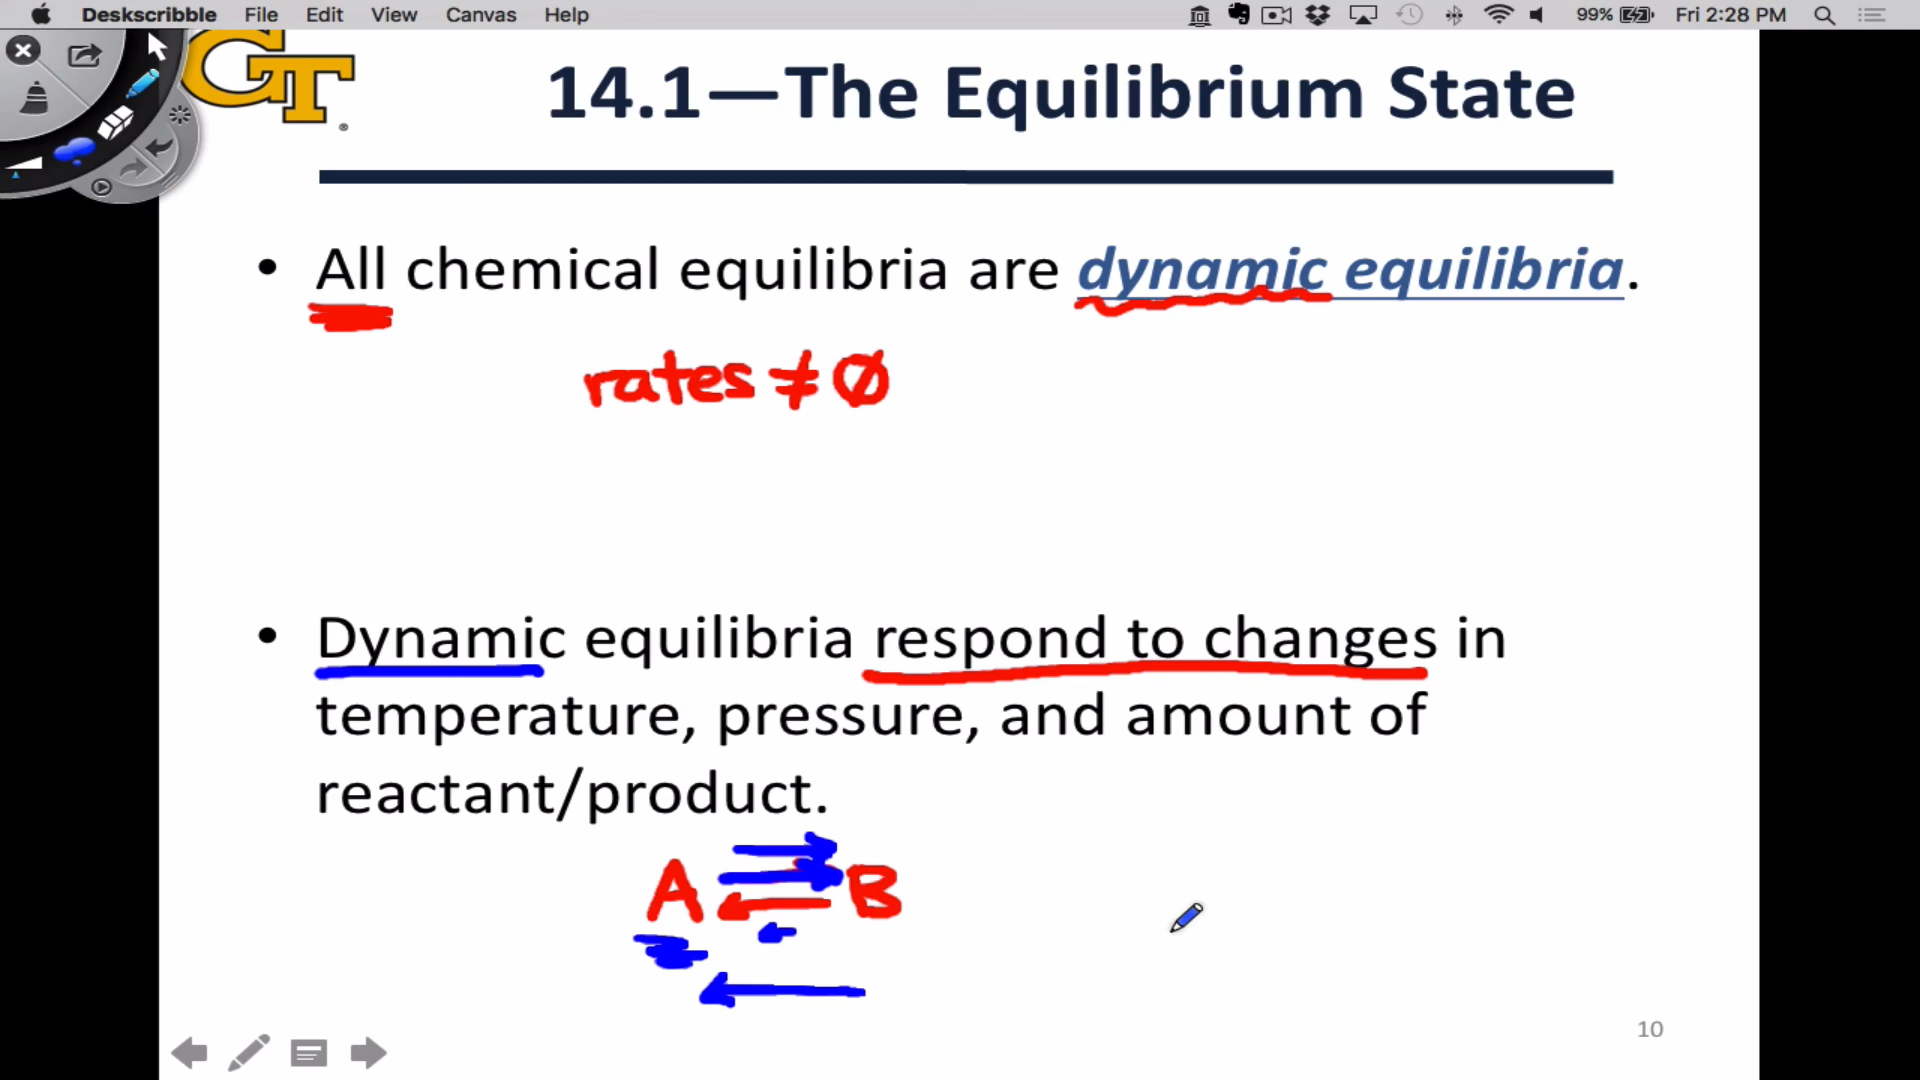 Deskscribble File Edit View Canvas Help 99% Fri 2:28 PM
GT
14.1—The Equilibrium State
• All chemical equilibria are dynamic equilibria.
rates ≠ ∅
• Dynamic equilibria respond to changes in
temperature, pressure, and amount of
reactant/product.
A B
10